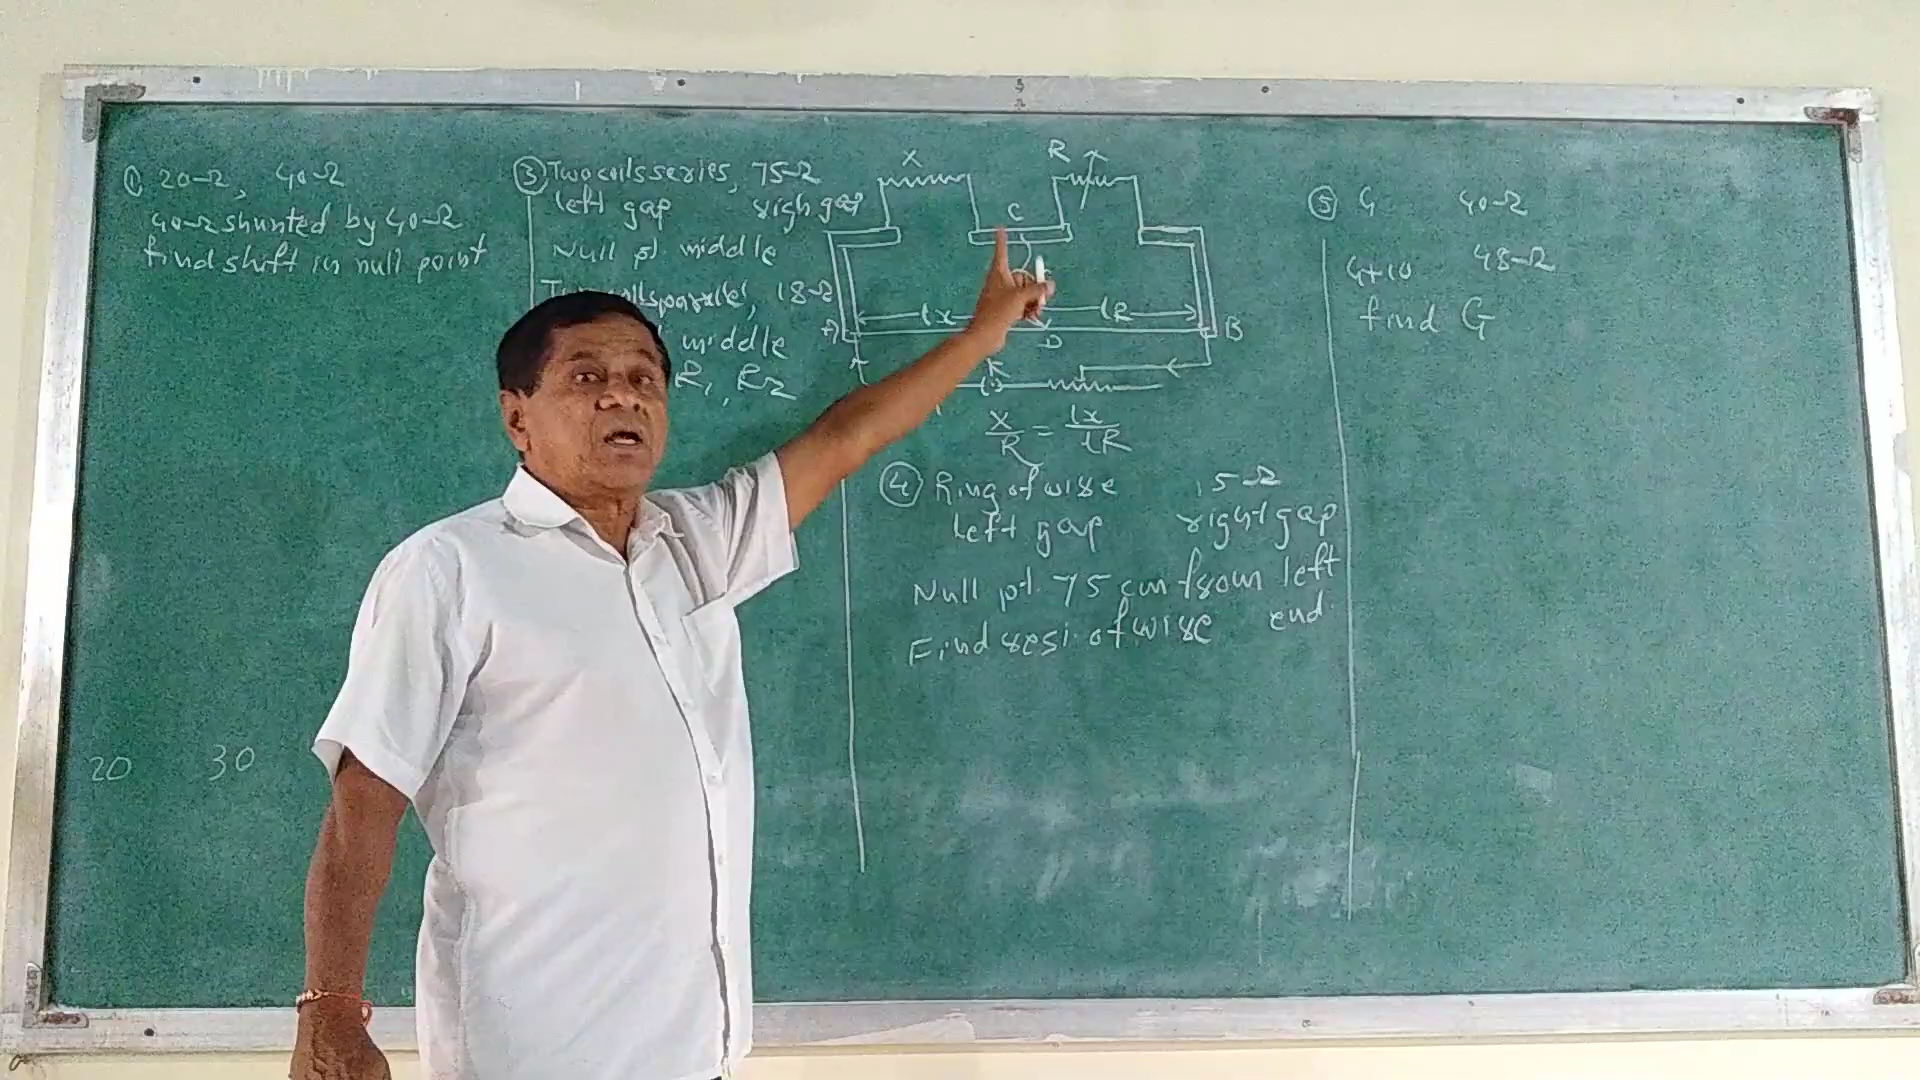 ① 20Ω, 40Ω
40Ω shunted by 40Ω
find shift in null point
20 30
③ Two coils series, 75Ω
left gap righ gap
Null pt. middle
parallel, 18Ω
middle
R1, R2
X R
C
lx lR
A D B
K
X/R = lx/lR
④ Ring of wire 15Ω
left gap right gap
Null pt. 75 cm from left
end
Find resi. of wire
⑤ G 40Ω
G+10 48Ω
find G